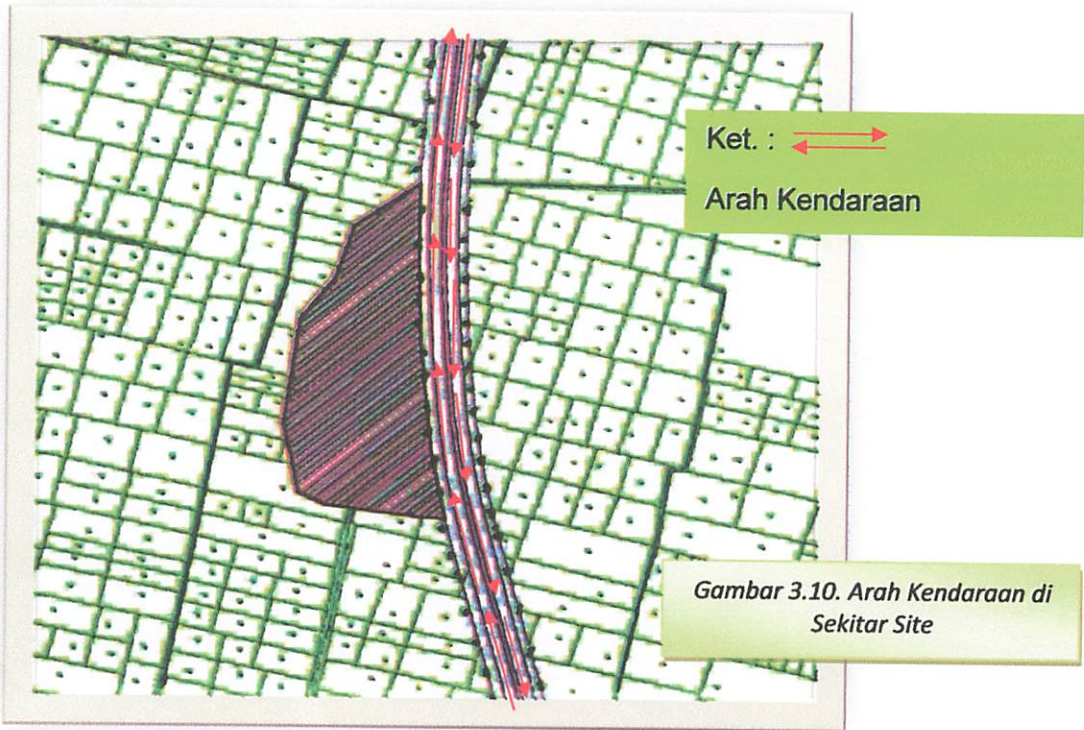 Ket. :
Arah Kendaraan
Gambar 3.10. Arah Kendaraan di
Sekitar Site